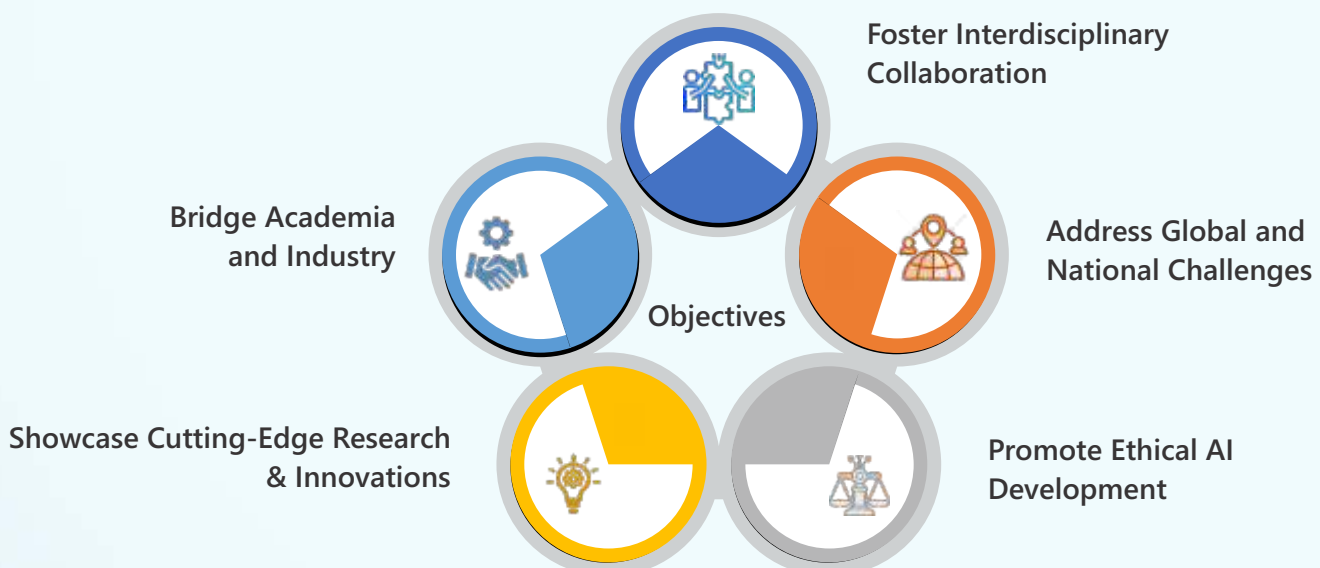 Foster Interdisciplinary
Collaboration
Bridge Academia
and Industry
Address Global and
National Challenges
Objectives
Showcase Cutting-Edge Research
& Innovations
Promote Ethical AI
Development